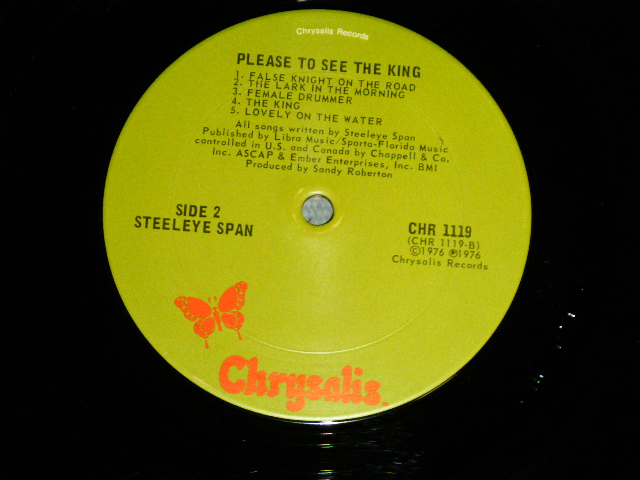 Chrysalis Records
PLEASE TO SEE THE KING
1. FALSE KNIGHT ON THE ROAD
2. THE LARK IN THE MORNING
3. FEMALE DRUMMER
4. THE KING
5. LOVELY ON THE WATER
All songs written by Steeleye Span
Published by Libra Music/Sparta-Florida Music
controlled in U.S. and Canada by Chappell & Co.
Inc. ASCAP & Ember Enterprises, Inc. BMI
Produced by Sandy Roberton
SIDE 2
STEELEYE SPAN
CHR 1119
(CHR 1119-B)
©1976 ℗1976
Chrysalis Records
Chrysalis